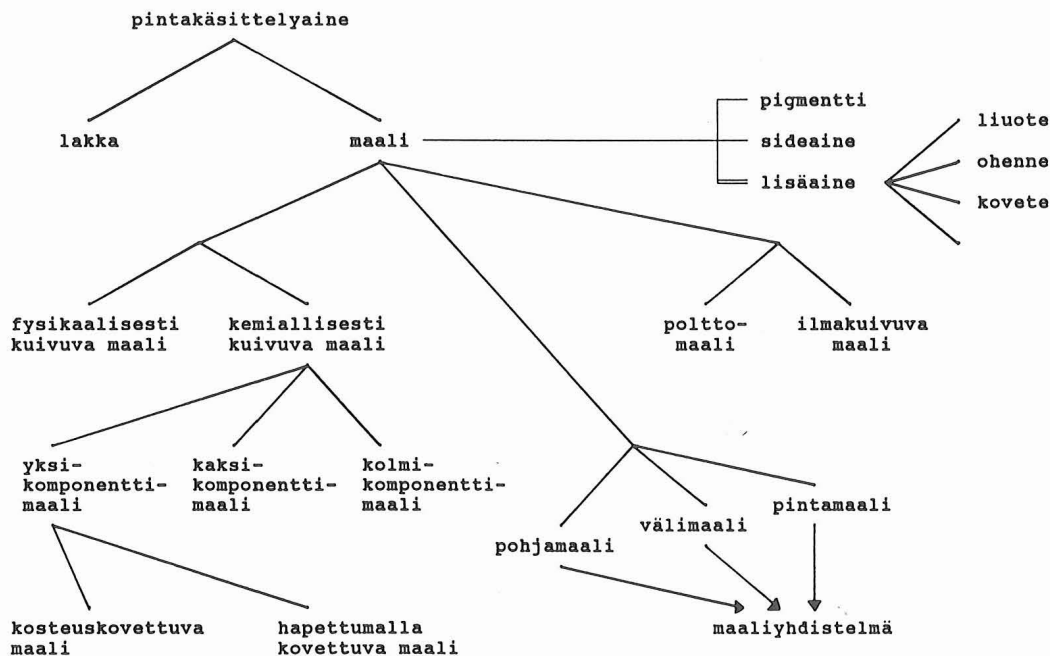 pintakäsittelyaine
lakka
maali
pigmentti
sideaine
lisäaine
liuote
ohenne
kovete
fysikaalisesti
kuivuva maali
kemiallisesti
kuivuva maali
poltto-
maali
ilmakuivuva
maali
yksi-
komponentti-
maali
kaksi-
komponentti-
maali
kolmi-
komponentti-
maali
pohjamaali
välimaali
pintamaali
kosteuskovettuva
maali
hapettumalla
kovettuva maali
maaliyhdistelmä